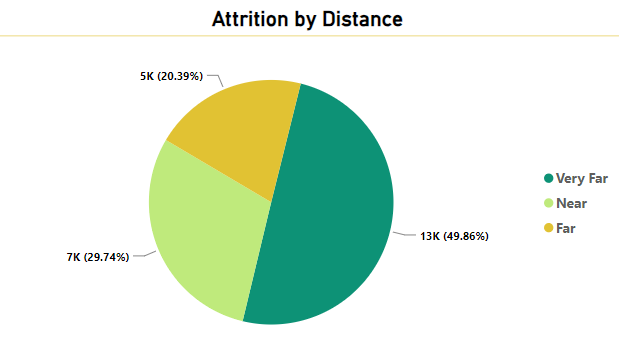 Attrition by Distance
5K (20.39%)
Very Far
Near
Far
13K (49.86%)
7K (29.74%)